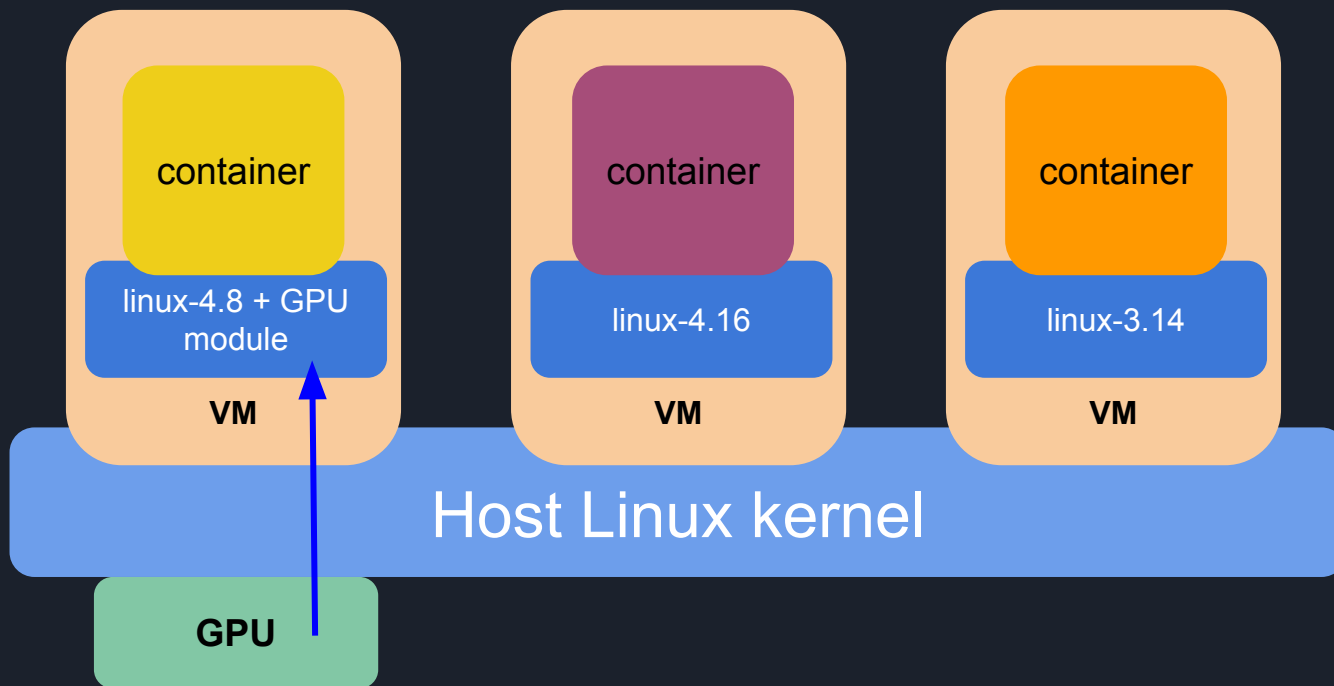 container
container
container
linux-4.8 + GPU
module
linux-4.16
linux-3.14
VM
VM
VM
Host Linux kernel
GPU